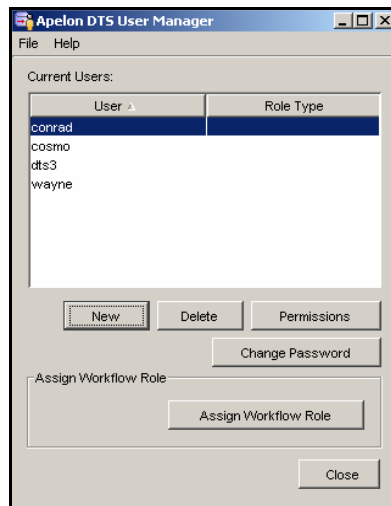 Apelon DTS User Manager
File Help
Current Users:
User Role Type
conrad
cosmo
dts3
wayne
New Delete Permissions
Change Password
Assign Workflow Role
Assign Workflow Role
Close